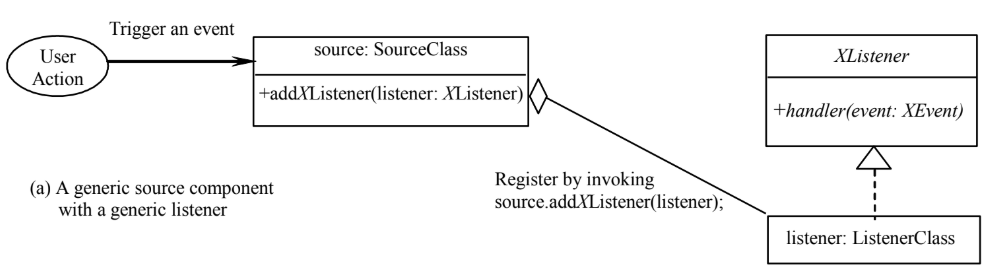 Trigger an event
User
Action
source: SourceClass
+addXListener(listener: XListener)
XListener
+handler(event: XEvent)
(a) A generic source component
with a generic listener
Register by invoking
source.addXListener(listener);
listener: ListenerClass